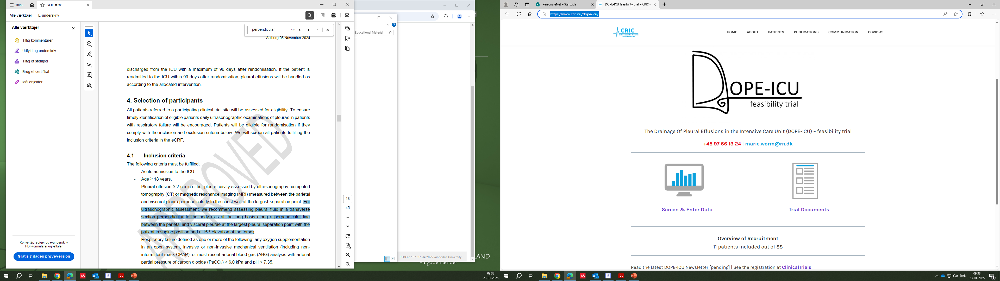 Menu
SOP # xx
Alle værktøjer
E-underskriv
Alle værktøjer
Tilføj kommentarer
Udfyld og underskriv
Tilføj et stempel
Brug et certifikat
Mål objekter
Konvertér, rediger og e-underskriv
PDF-formularer og -aftaler
Gratis 7 dages prøveversion
perpendicular
1/2
Aalborg 08 November 2024
discharged from the ICU with a maximum of 90 days after randomisation. If the patient is
readmitted to the ICU within 90 days after randomisation, pleural effusions will be handled as
according to the allocated intervention.
4. Selection of participants
All patients referred to a participating clinical trial site will be assessed for eligibility. To ensure
timely identification of eligible patients daily ultrasonographic examinations of pleurae in patients
with respiratory failure will be encouraged. Patients will be eligible for randomisation if they
comply with the inclusion and exclusion criteria below. We will screen all patients fulfilling the
inclusion criteria in the eCRF.
4.1 Inclusion criteria
The following criteria must be fulfilled:
- Acute admission to the ICU.
- Age ≥ 18 years.
- Pleural effusion ≥ 2 cm in either pleural cavity assessed by ultrasonography, computed
tomography (CT) or magnetic resonance imaging (MRI) (measured between the parietal
and visceral pleura perpendicularly to the chest wall at the largest-separation point. For
ultrasonographic assessment, we recommend assessing pleural fluid in a transverse
section perpendicular to the body axis at the lung basis along a perpendicular line
between the parietal and visceral pleurae at the largest pleural separation point with the
patient in supine position and a 15 ° elevation of the torso).
- Respiratory failure defined as one or more of the following: any oxygen supplementation
in an open system, invasive or non-invasive mechanical ventilation (including non-
intermittent mask CPAP), or most recent arterial blood gas (ABG) analysis with arterial
partial pressure of carbon dioxide (PaCO2) > 6.0 kPa and pH < 7.35.
APPROVED
18
45
Educational Material
REDCap 13.1.37 - © 2025 Vanderbilt University
LAND
– i gode hænder
09:38
23-01-2025
PersonaleNet – Startside
DOPE-ICU feasibility trial – CRIC -
https://www.cric.nu/dope-icu/
CRIC
Collaboration for Research
in Intensive Care
HOME
ABOUT
PATIENTS
PUBLICATIONS
COMMUNICATION
COVID-19
DOPE-ICU
feasibility trial
The Drainage Of Pleural Effusions in the Intensive Care Unit (DOPE-ICU) – feasibility trial
+45 97 66 19 24 | marie.worm@rn.dk
Screen & Enter Data
Trial Documents
Overview of Recruitment
11 patients included out of 88
Read the latest DOPE-ICU Newsletter [pending] | See the registration at ClinicalTrials
DAN
09:38
23-01-2025